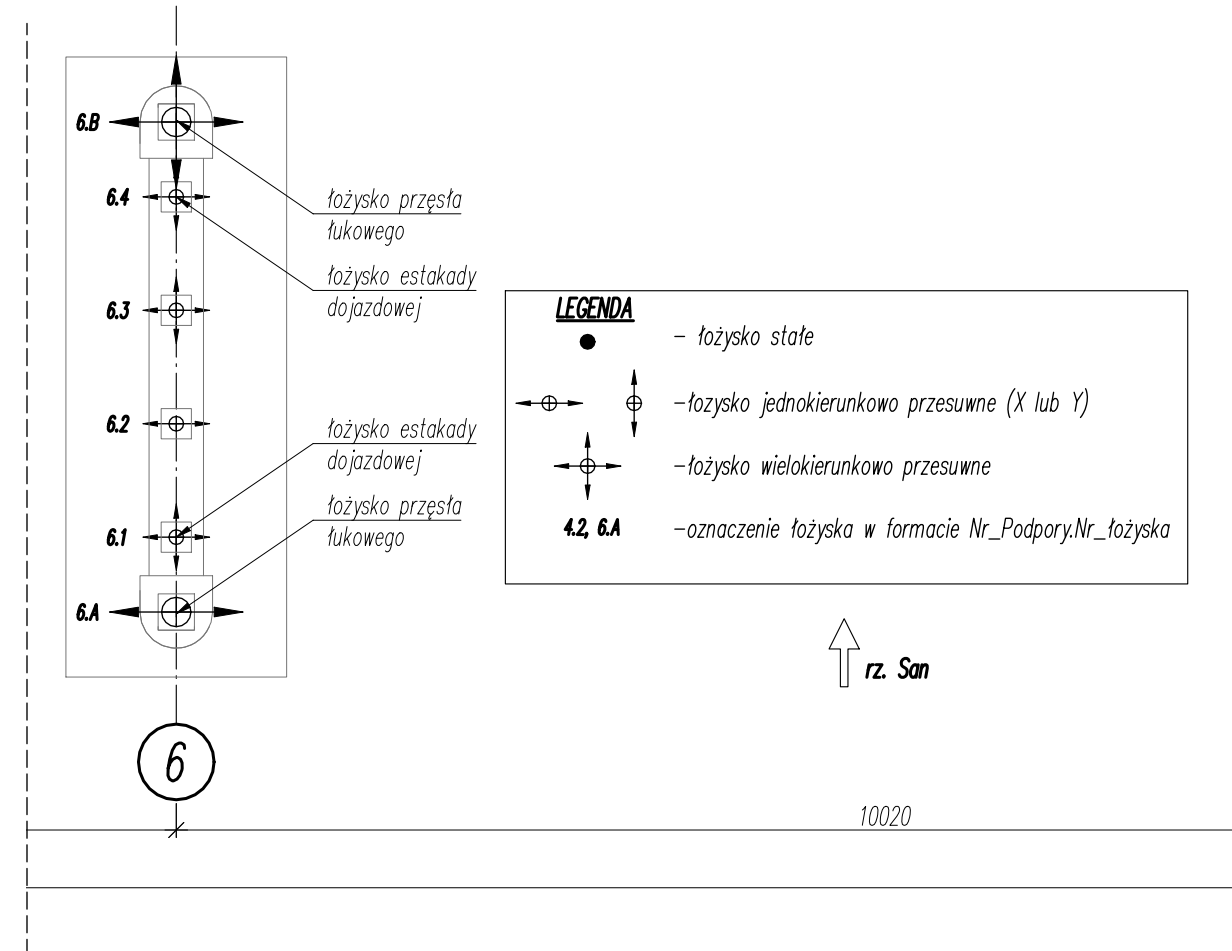 6.B
6.4
łożysko przęsła
łukowego
łożysko estakady
dojazdowej
6.3
6.2
łożysko estakady
dojazdowej
łożysko przęsła
łukowego
6.1
6.A
LEGENDA
- łożysko stałe
-łozysko jednokierunkowo przesuwne (X lub Y)
-łożysko wielokierunkowo przesuwne
4.2, 6.A -oznaczenie łożyska w formacie Nr_Podpory.Nr_łożyska
rz. San
6
10020